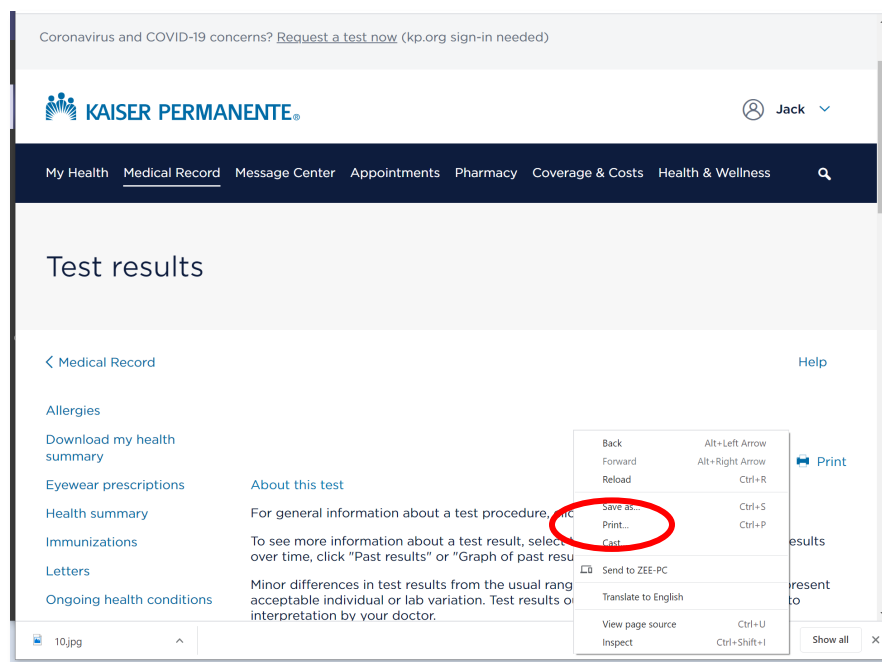 Coronavirus and COVID-19 concerns? Request a test now (kp.org sign-in needed)
KAISER PERMANENTE®
Jack
My Health Medical Record Message Center Appointments Pharmacy Coverage & Costs Health & Wellness
Test results
Medical Record
Help
Allergies
Download my health
summary
Eyewear prescriptions
Health summary
Immunizations
Letters
Ongoing health conditions
Print
About this test
For general information about a test procedure,
To see more information about a test result, select
over time, click "Past results" or "Graph of past
Minor differences in test results from the usual
acceptable individual or lab variation. Test results
interpretation by your doctor.
to
Back Alt+Left Arrow
Forward Alt+Right Arrow
Reload Ctrl+R
Save as... Ctrl+S
Print... Ctrl+P
Cast...
Send to ZEE-PC
Translate to English
View page source Ctrl+U
Inspect Ctrl+Shift+I
10.jpg
Show all